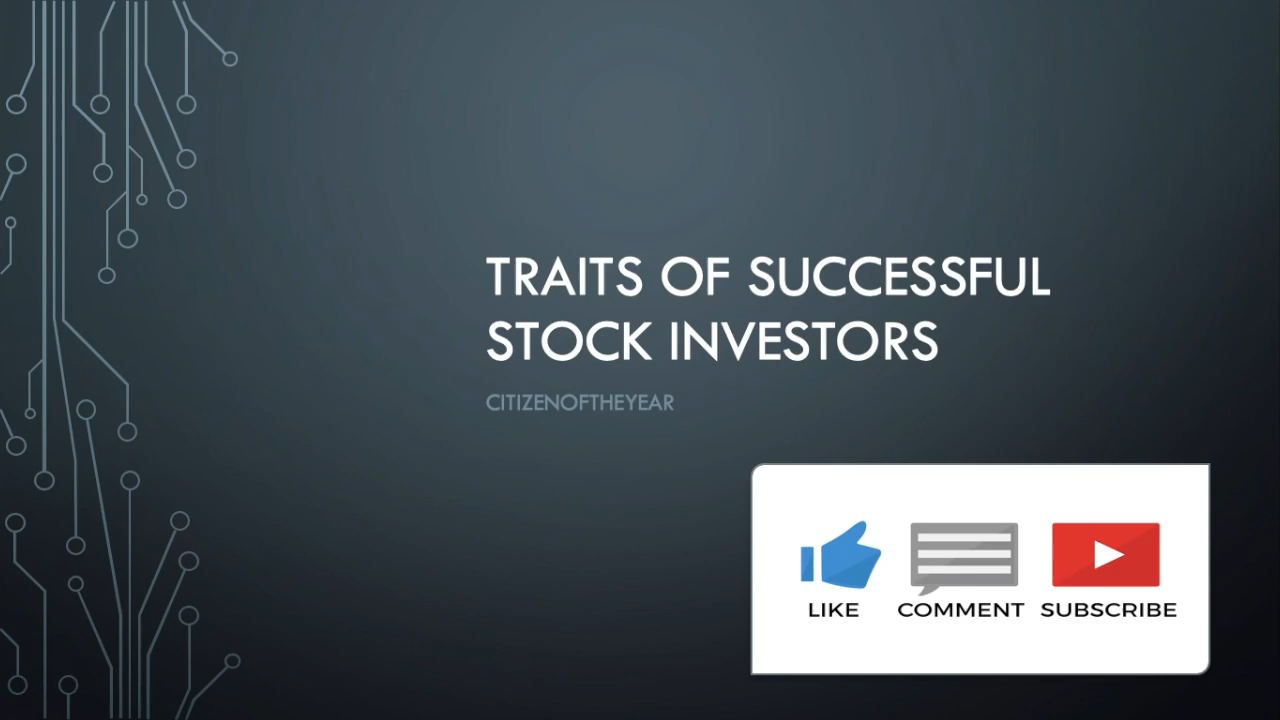 TRAITS OF SUCCESSFUL
STOCK INVESTORS
CITIZENOFTHEYEAR
LIKE COMMENT SUBSCRIBE